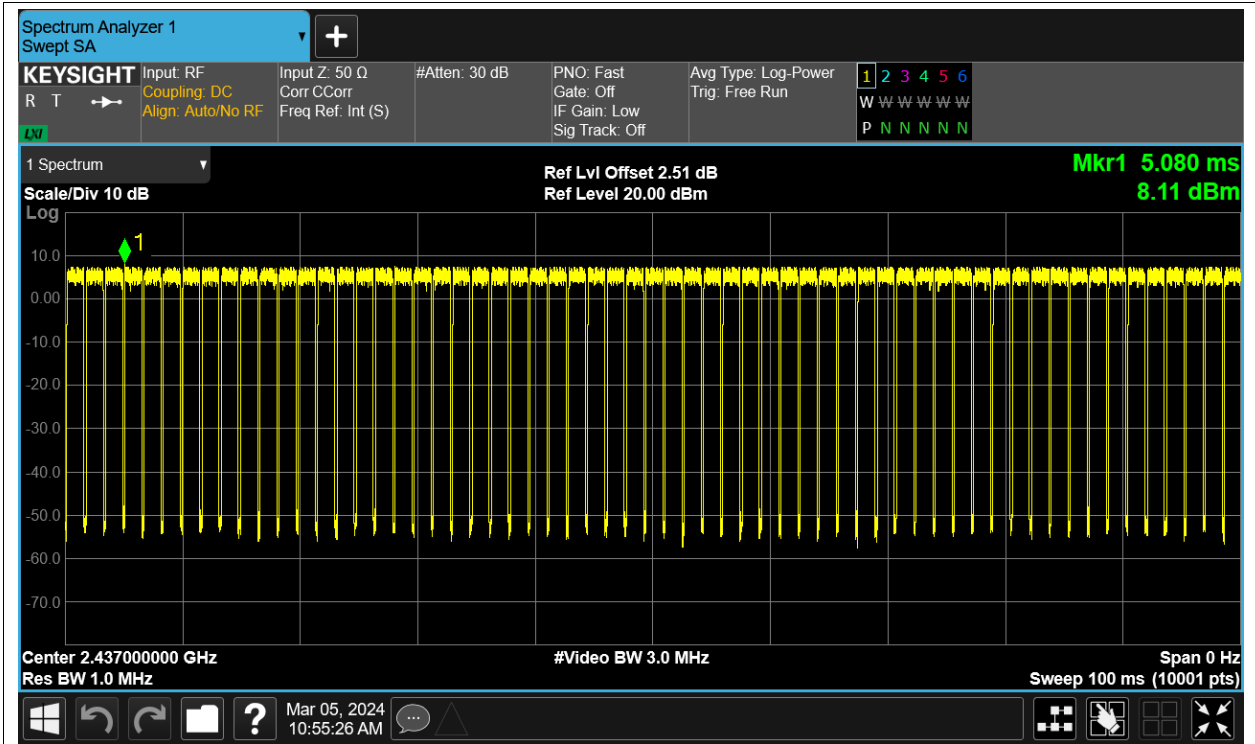 Spectrum Analyzer 1
Swept SA
+
KEYSIGHT
R T
LXI
Input: RF
Coupling: DC
Align: Auto/No RF
Input Z: 50 Ω
Corr CCorr
Freq Ref: Int (S)
#Atten: 30 dB
PNO: Fast
Gate: Off
IF Gain: Low
Sig Track: Off
Avg Type: Log-Power
Trig: Free Run
1 2 3 4 5 6
W W W W W W
P N N N N N
1 Spectrum
Scale/Div 10 dB
Log
Ref Lvl Offset 2.51 dB
Ref Level 20.00 dBm
Mkr1 5.080 ms
8.11 dBm
1
10.0
0.00
-10.0
-20.0
-30.0
-40.0
-50.0
-60.0
-70.0
Center 2.437000000 GHz
Res BW 1.0 MHz
#Video BW 3.0 MHz
Span 0 Hz
Sweep 100 ms (10001 pts)
?
Mar 05, 2024
10:55:26 AM